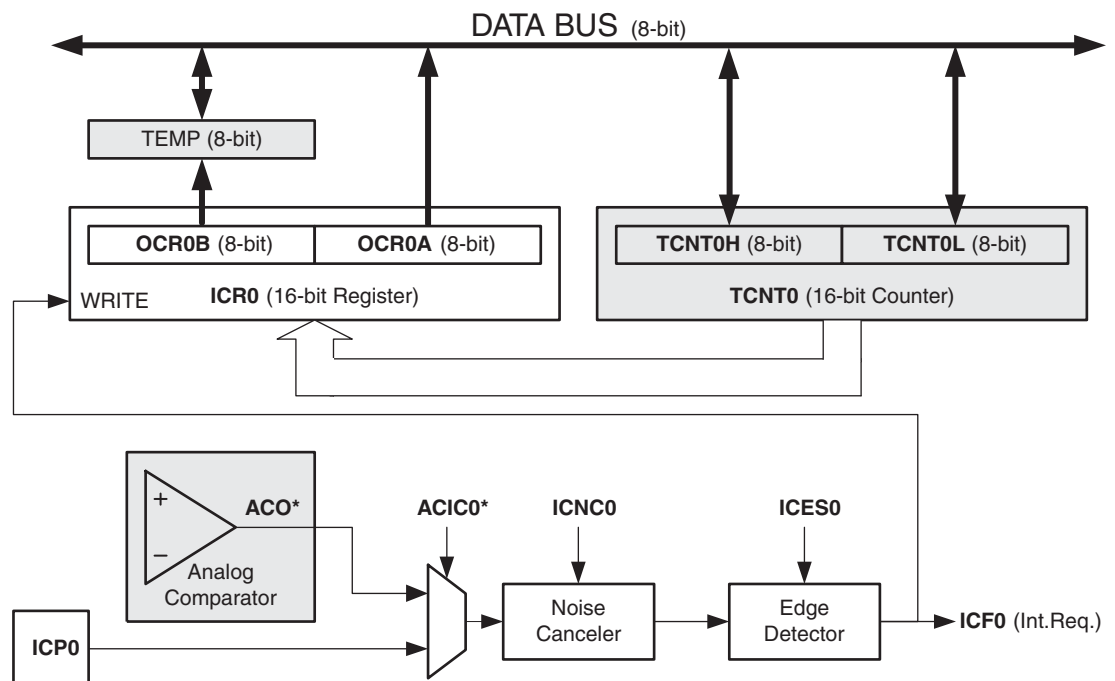 DATA BUS (8-bit)
TEMP (8-bit)
OCR0B (8-bit) OCR0A (8-bit) TCNT0H (8-bit) TCNT0L (8-bit)
WRITE ICR0 (16-bit Register) TCNT0 (16-bit Counter)
+ ACO* ACIC0* ICNC0 ICES0
−
Analog
Comparator
Noise
Canceler
Edge
Detector
ICP0
ICF0 (Int.Req.)